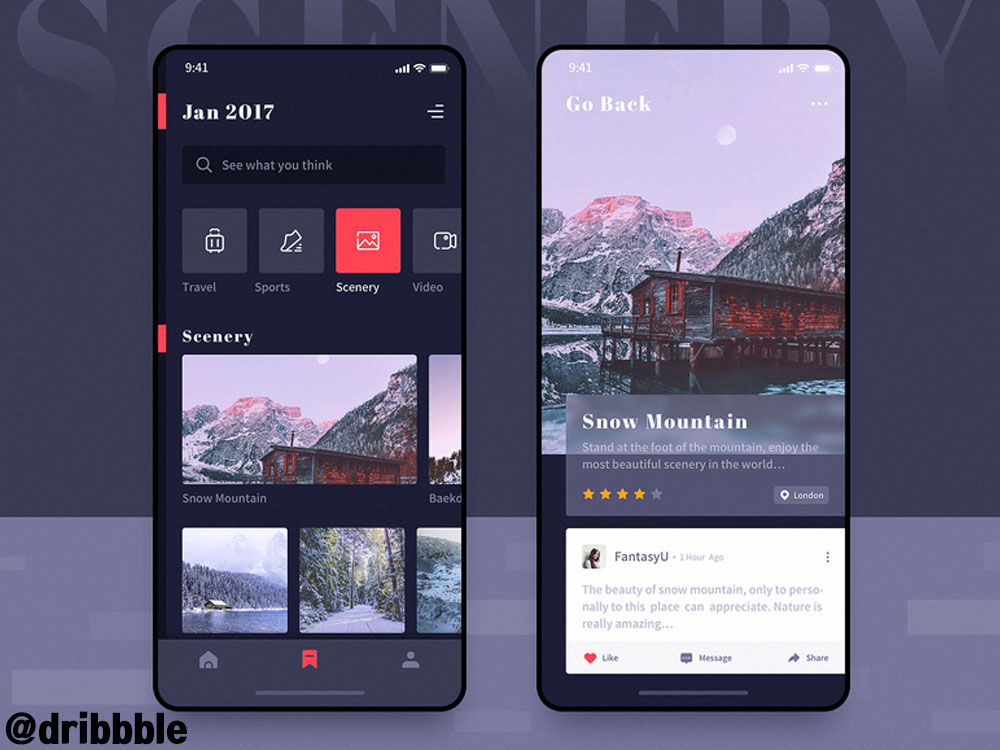 SCENERY
9:41
Jan 2017
See what you think
Travel
Sports
Scenery
Video
Scenery
Snow Mountain
Baekd
9:41
Go Back
Snow Mountain
Stand at the foot of the mountain, enjoy the
most beautiful scenery in the world...
London
FantasyU • 1 Hour Ago
The beauty of snow mountain, only to perso-
nally to this place can appreciate. Nature is
really amazing...
Like
Message
Share
@dribbble